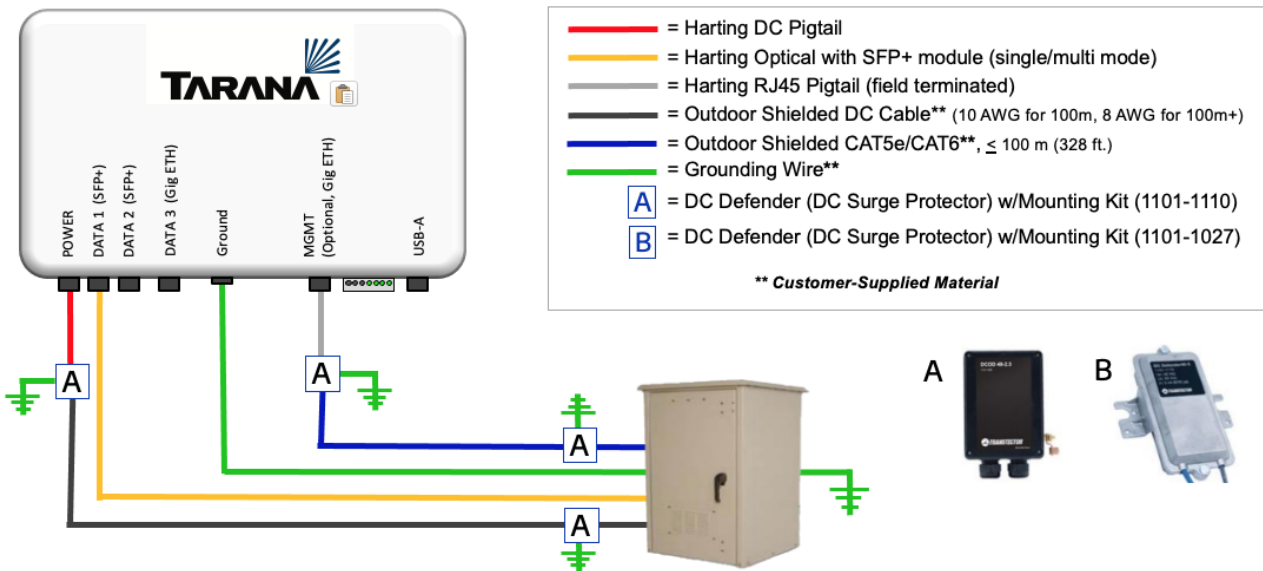 TARANA
POWER
DATA 1 (SFP+)
DATA 2 (SFP+)
DATA 3 (Gig ETH)
Ground
MGMT
(Optional, Gig ETH)
USB-A
= Harting DC Pigtail
= Harting Optical with SFP+ module (single/multi mode)
= Harting RJ45 Pigtail (field terminated)
= Outdoor Shielded DC Cable** (10 AWG for 100m, 8 AWG for 100m+)
= Outdoor Shielded CAT5e/CAT6**, ≤ 100 m (328 ft.)
= Grounding Wire**
A = DC Defender (DC Surge Protector) w/Mounting Kit (1101-1110)
B = DC Defender (DC Surge Protector) w/Mounting Kit (1101-1027)
** Customer-Supplied Material
A
A
A
A
A
B
TRANSTECTOR